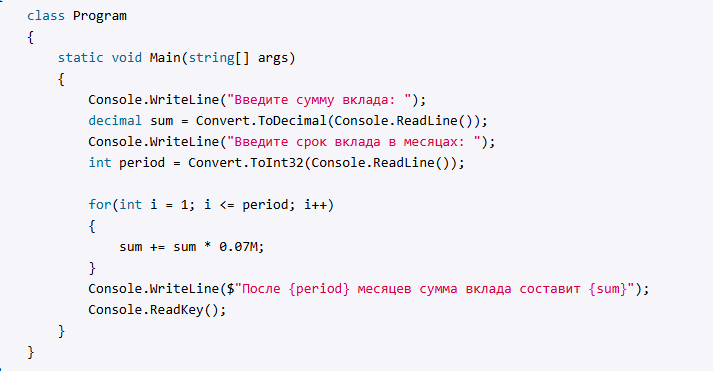 class Program
{
    static void Main(string[] args)
    {
        Console.WriteLine("Введите сумму вклада: ");
        decimal sum = Convert.ToDecimal(Console.ReadLine());
        Console.WriteLine("Введите срок вклада в месяцах: ");
        int period = Convert.ToInt32(Console.ReadLine());

        for(int i = 1; i <= period; i++)
        {
            sum += sum * 0.07M;
        }
        Console.WriteLine($"После {period} месяцев сумма вклада составит {sum}");
        Console.ReadKey();
    }
}